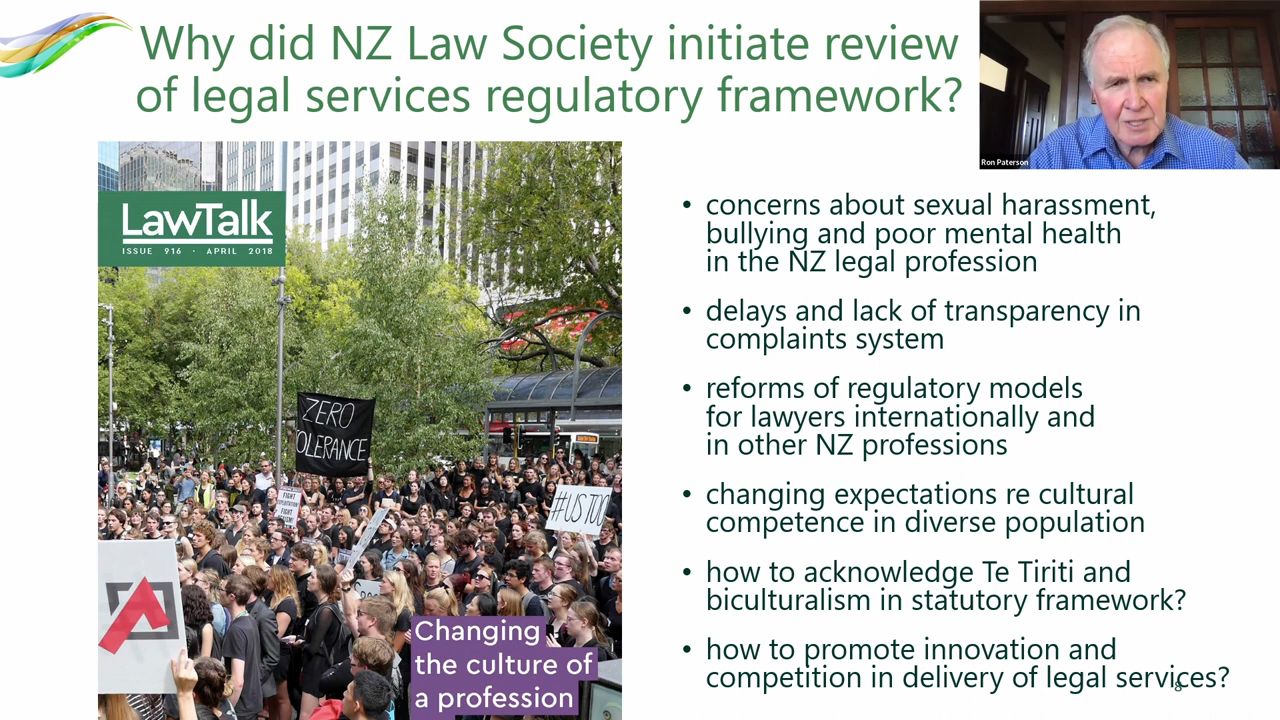 Why did NZ Law Society initiate review
of legal services regulatory framework?
Ron Paterson
LawTalk
ISSUE 916 · APRIL 2018
ZERO
TOLERANCE
FIGHT
FIGHT
#USTOO
Changing
the culture of
a profession
• concerns about sexual harassment,
bullying and poor mental health
in the NZ legal profession
• delays and lack of transparency in
complaints system
• reforms of regulatory models
for lawyers internationally and
in other NZ professions
• changing expectations re cultural
competence in diverse population
• how to acknowledge Te Tiriti and
biculturalism in statutory framework?
• how to promote innovation and
competition in delivery of legal services?
8